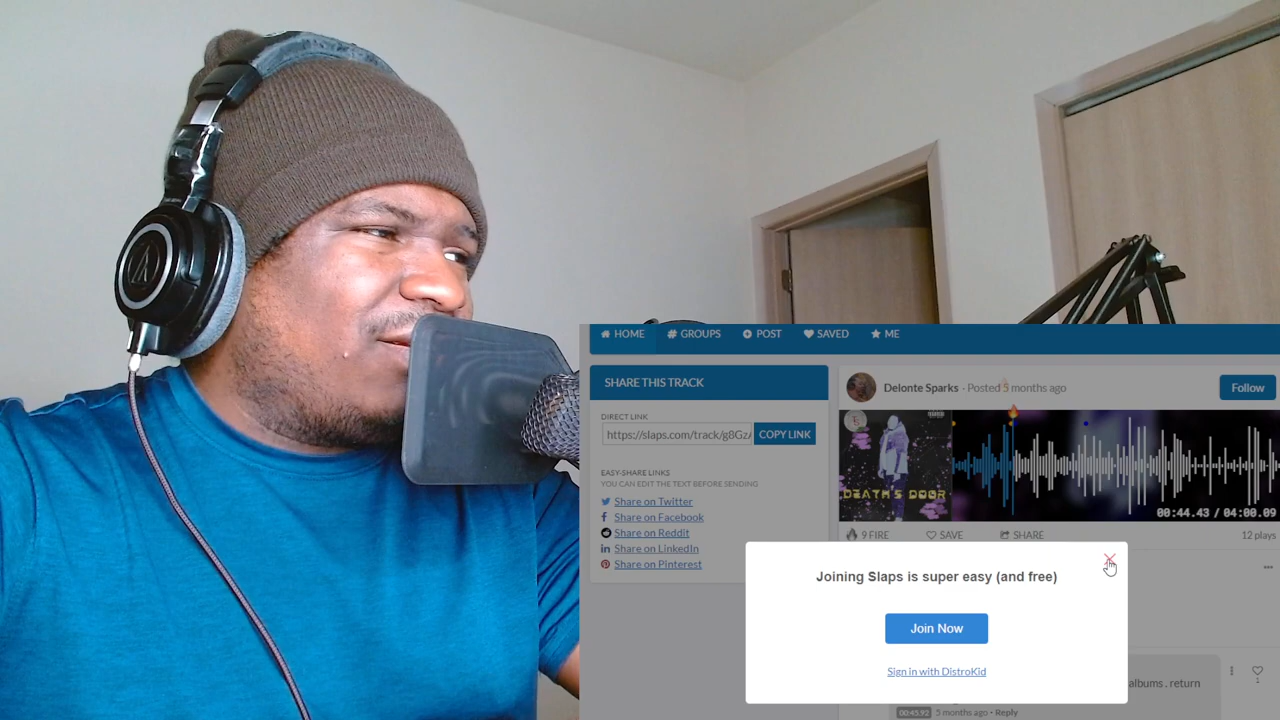 HOME
GROUPS
POST
SAVED
ME
SHARE THIS TRACK
DIRECT LINK
https://slaps.com/track/g8Gz
COPY LINK
EASY-SHARE LINKS
YOU CAN EDIT THE TEXT BEFORE SENDING
Share on Twitter
Share on Facebook
Share on Reddit
Share on LinkedIn
Share on Pinterest
Delonte Sparks · Posted 5 months ago
Follow
DEATH'S DOOR
00:44.43 / 04:00.09
9 FIRE
SAVE
SHARE
12 plays
Joining Slaps is super easy (and free)
Join Now
Sign in with DistroKid
albums . return
1
00:45.92 5 months ago • Reply